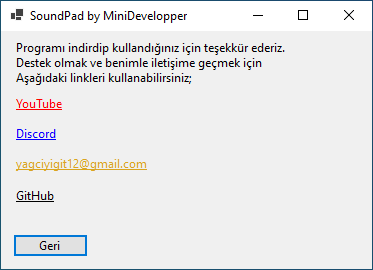 SoundPad by MiniDevelopper
Programı indirdip kullandığınız için teşekkür ederiz.
Destek olmak ve benimle iletişime geçmek için
Aşağıdaki linkleri kullanabilirsiniz;
YouTube
Discord
yagciyigit12@gmail.com
GitHub
Geri